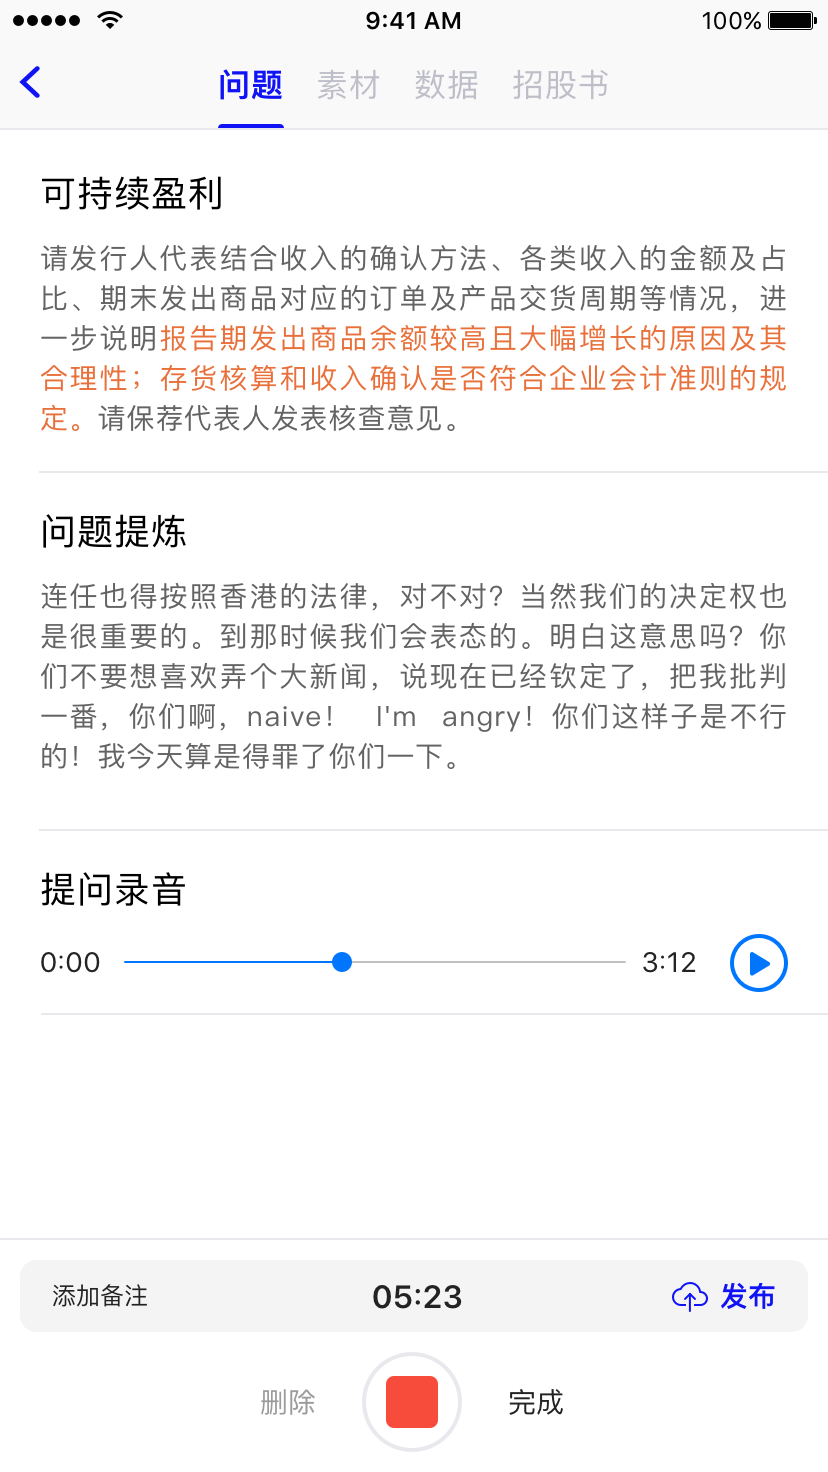 9:41 AM 100%
问题 素材 数据 招股书
可持续盈利
请发行人代表结合收入的确认方法、各类收入的金额及占
比、期末发出商品对应的订单及产品交货周期等情况，进
一步说明报告期发出商品余额较高且大幅增长的原因及其
合理性；存货核算和收入确认是否符合企业会计准则的规
定。请保荐代表人发表核查意见。
问题提炼
连任也得按照香港的法律，对不对？当然我们的决定权也
是很重要的。到那时候我们会表态的。明白这意思吗？你
们不要想喜欢弄个大新闻，说现在已经钦定了，把我批判
一番，你们啊，naive！ I'm angry！你们这样子是不行
的！我今天算是得罪了你们一下。
提问录音
0:00 3:12
添加备注 05:23 发布
删除 完成